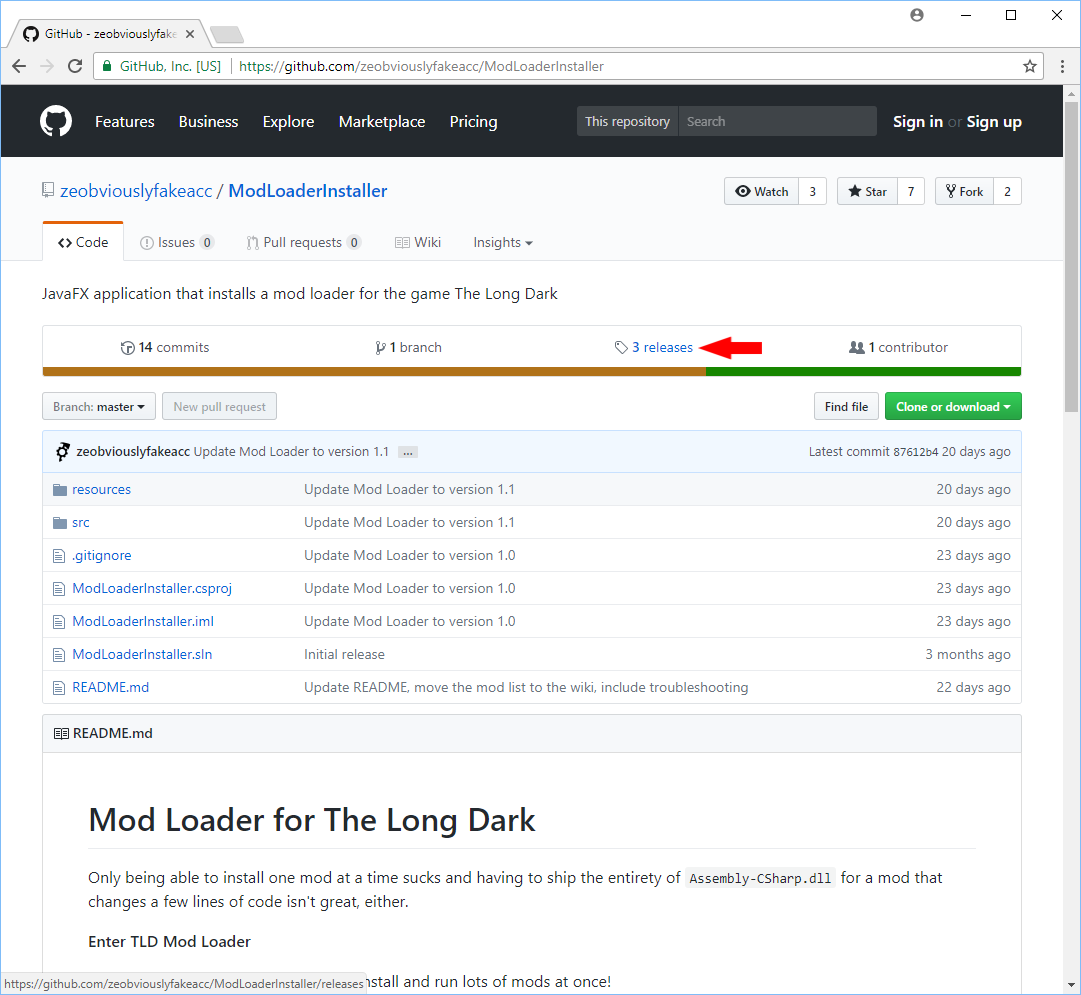 GitHub - zeobviouslyfake
GitHub, Inc. [US] https://github.com/zeobviouslyfakeacc/ModLoaderInstaller
Features Business Explore Marketplace Pricing This repository Search Sign in or Sign up
zeobviouslyfakeacc / ModLoaderInstaller Watch 3 Star 7 Fork 2
Code Issues 0 Pull requests 0 Wiki Insights
JavaFX application that installs a mod loader for the game The Long Dark
14 commits 1 branch 3 releases 1 contributor
Branch: master New pull request Find file Clone or download
zeobviouslyfakeacc Update Mod Loader to version 1.1 ... Latest commit 87612b4 20 days ago
resources Update Mod Loader to version 1.1 20 days ago
src Update Mod Loader to version 1.1 20 days ago
.gitignore Update Mod Loader to version 1.0 23 days ago
ModLoaderInstaller.csproj Update Mod Loader to version 1.0 23 days ago
ModLoaderInstaller.iml Update Mod Loader to version 1.0 23 days ago
ModLoaderInstaller.sln Initial release 3 months ago
README.md Update README, move the mod list to the wiki, include troubleshooting 22 days ago
README.md
Mod Loader for The Long Dark
Only being able to install one mod at a time sucks and having to ship the entirety of Assembly-CSharp.dll for a mod that
changes a few lines of code isn't great, either.
Enter TLD Mod Loader
https://github.com/zeobviouslyfakeacc/ModLoaderInstaller/releases nstall and run lots of mods at once!